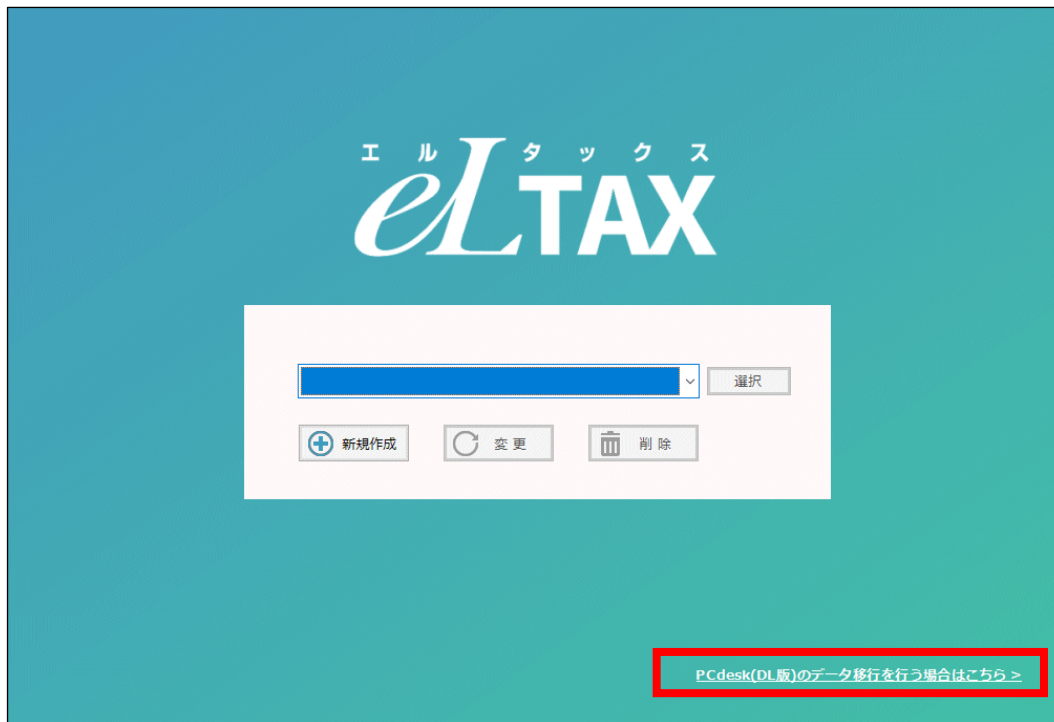 エルタックス
eLTAX
選択
新規作成
変更
削除
PCdesk(DL版)のデータ移行を行う場合はこちら >